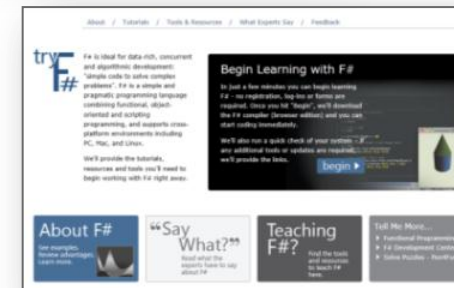 About / Tutorials / Tools & Resources / What Experts Say / Feedback
try
F#
F# is ideal for data-rich, concurrent
and algorithmic development:
"simple code to solve complex
problems". F# is a simple and
pragmatic programming language
combining functional, object-
oriented and scripting
programming, and supports cross-
platform environments including
PC, Mac, and Linux.
We'll provide the tutorials,
resources and tools you'll need to
begin working with F# right away.
Begin Learning with F#
In just a few minutes you can begin learning
F# - no registration, log-ins or forms are
required. Once you hit "Begin", we'll download
the F# compiler (browser edition) and you can
start coding immediately.
We'll also run a quick check of your system - if
any additional tools or updates are required,
we'll provide the links.
begin
About F#
See examples.
Review advantages.
Learn more.
"Say
What?"
Read what the
experts have to say
about F#
Teaching
F#?
Find the tools
and resources
to teach F#
here.
Tell Me More...
Functional Programming
F# Development Cente
Solve Puzzles -